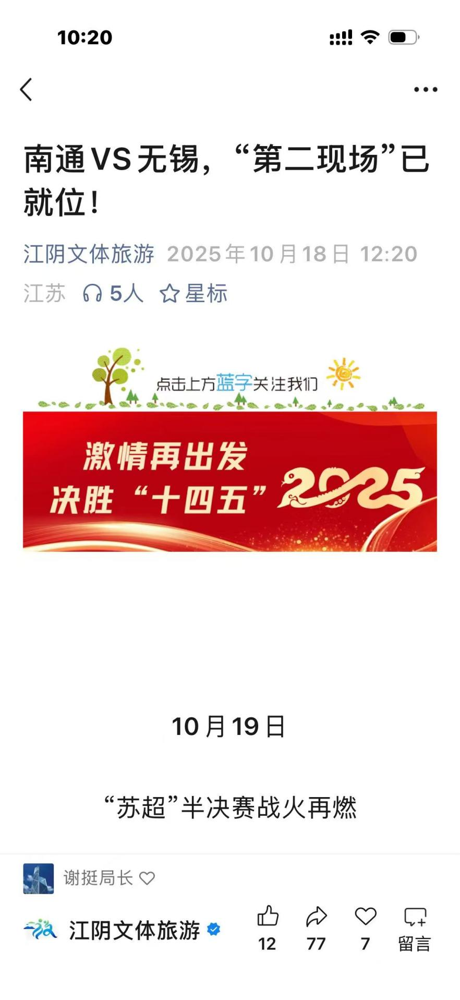 10:20
南通VS无锡，“第二现场”已
就位！
江阴文体旅游 2025年10月18日 12:20
江苏 5人 星标
点击上方蓝字关注我们
激情再出发
决胜“十四五”
2025
10月19日
“苏超”半决赛战火再燃
谢挺局长
江阴文体旅游
12 77 7 留言